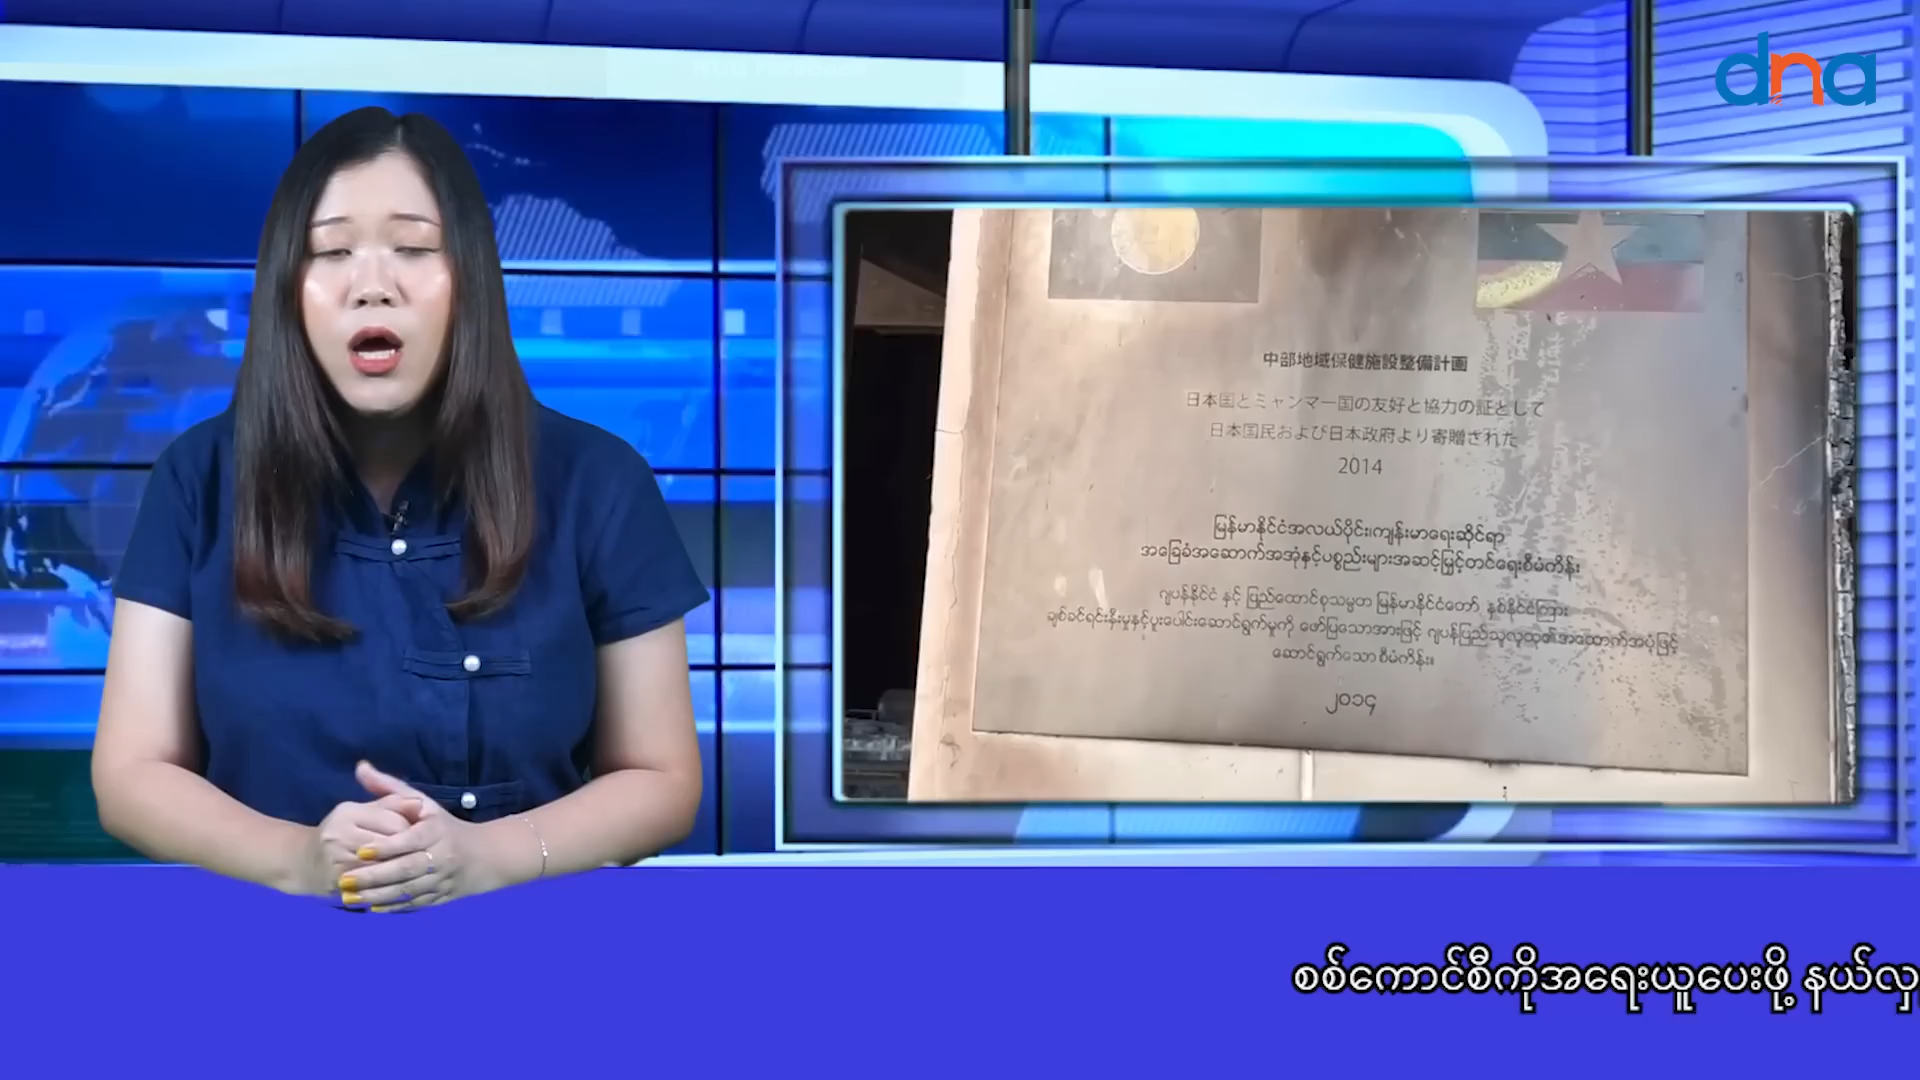 dna
中部地域保健施設整備計画
日本国とミャンマー国の友好と協力の証として
日本国民および日本政府より寄贈された
2014
မြန်မာနိုင်ငံအလယ်ပိုင်းကျန်းမာရေးဆိုင်ရာ
အခြေခံအဆောက်အအုံနှင့်ပစ္စည်းများအဆင့်မြှင့်တင်ရေးစီမံကိန်း
ဂျပန်နိုင်ငံ နှင့် ပြည်ထောင်စုသမ္မတ မြန်မာနိုင်ငံတော် နှစ်နိုင်ငံကြား
ချစ်ခင်ရင်းနှီးမှုနှင့်ပူးပေါင်းဆောင်ရွက်မှုကို ဖော်ပြသောအားဖြင့် ဂျပန်ပြည်သူလူထု၏အထောက်အပံ့ဖြင့်
ဆောင်ရွက်သော စီမံကိန်း။
၂၀၁၄
စစ်ကောင်စီကိုအရေးယူပေးဖို့ နယ်လှ